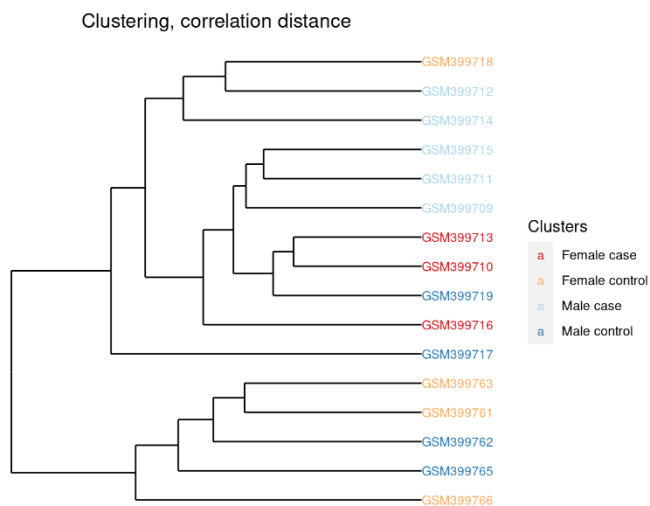 Clustering, correlation distance
GSM399718
GSM399712
GSM399714
GSM399715
GSM399711
GSM399709
GSM399713
GSM399710
GSM399719
GSM399716
GSM399717
GSM399763
GSM399761
GSM399762
GSM399765
GSM399766
Clusters
a Female case
a Female control
a Male case
a Male control